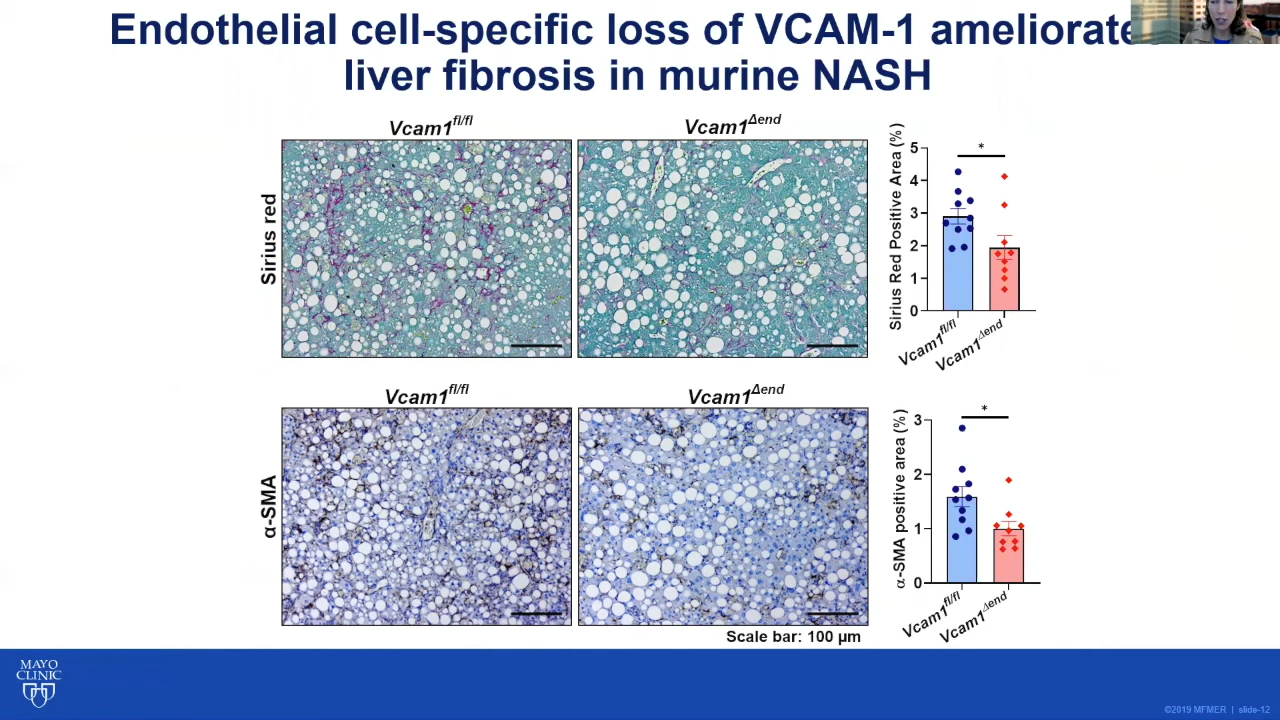 Endothelial cell-specific loss of VCAM-1 ameliorate
liver fibrosis in murine NASH
Vcam1fl/fl
Vcam1Δend
Sirius red
Sirius Red Positive Area (%)
5
4
3
2
1
0
*
Vcam1fl/fl
Vcam1Δend
Vcam1fl/fl
Vcam1Δend
α-SMA
α-SMA positive area (%)
3
2
1
0
*
Vcam1fl/fl
Vcam1Δend
Scale bar: 100 µm
MAYO
CLINIC
©2019 MFMER | slide-12